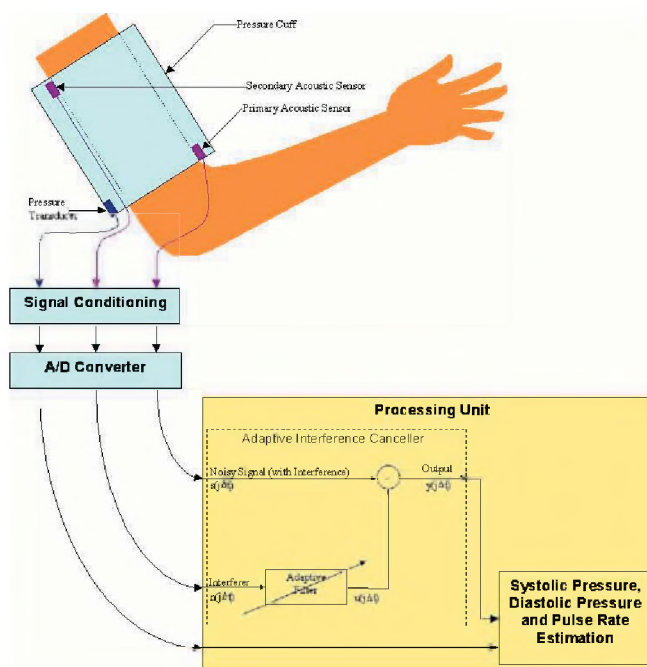 Pressure Cuff
Secondary Acoustic Sensor
Primary Acoustic Sensor
Pressure
Signal Conditioning
A/D Converter
Processing Unit
Adaptive Interference Canceller
Noisy Signal (with Interference)
Output
Interferer
Adaptive
Filter
Systolic Pressure,
Diastolic Pressure
and Pulse Rate
Estimation